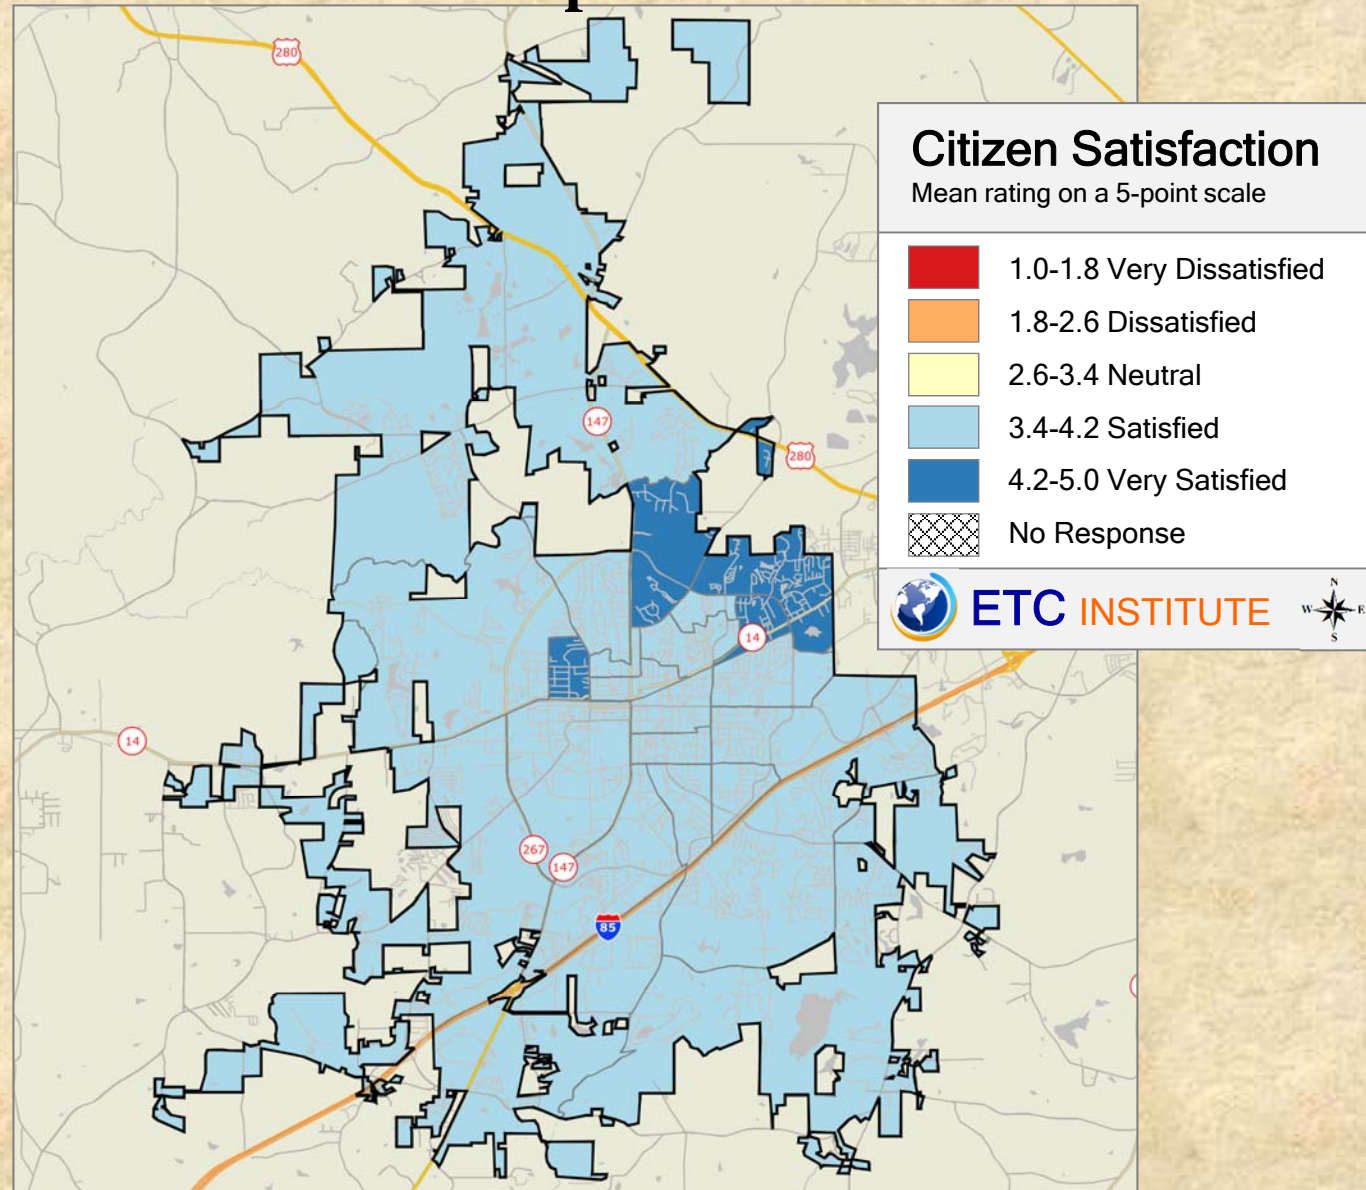 280
Citizen Satisfaction
Mean rating on a 5-point scale
1.0-1.8 Very Dissatisfied
1.8-2.6 Dissatisfied
2.6-3.4 Neutral
3.4-4.2 Satisfied
4.2-5.0 Very Satisfied
No Response
ETC INSTITUTE
N
W
E
S
147
280
14
14
267
147
85